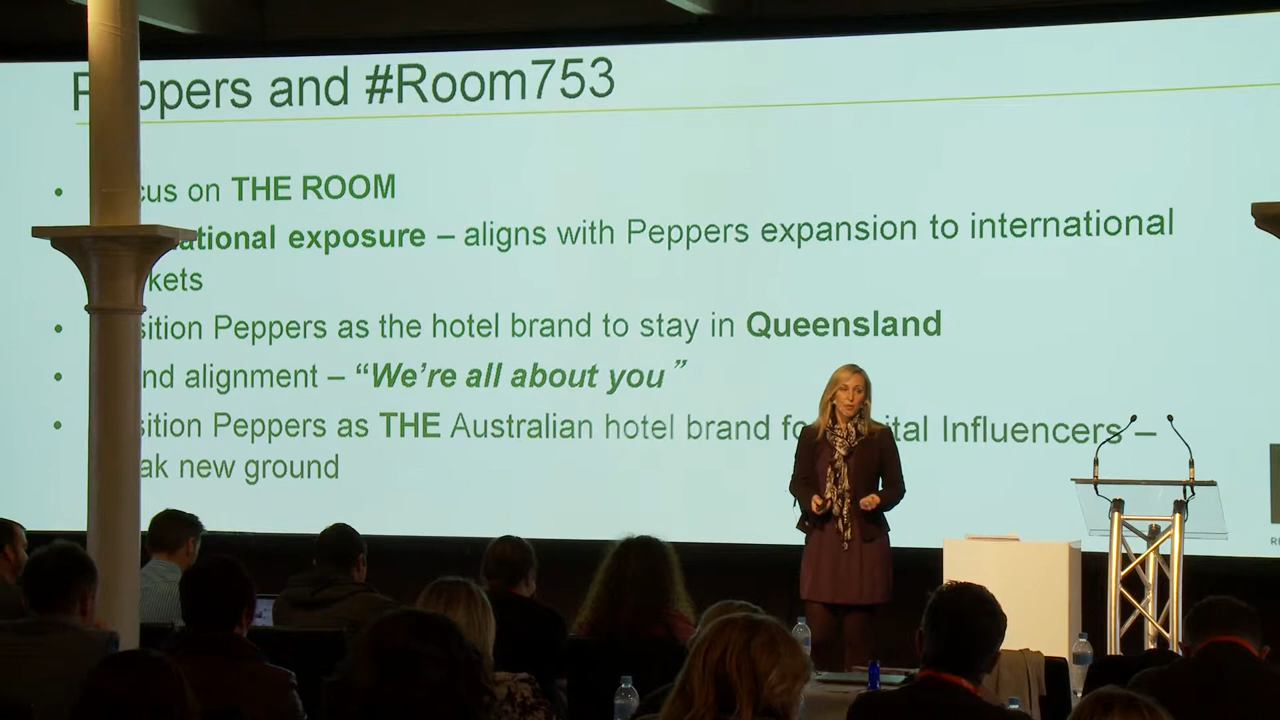 Peppers and #Room753
• cus on THE ROOM
ational exposure – aligns with Peppers expansion to international
kets
• sition Peppers as the hotel brand to stay in Queensland
• nd alignment – “We’re all about you”
• sition Peppers as THE Australian hotel brand fo ital Influencers –
ak new ground